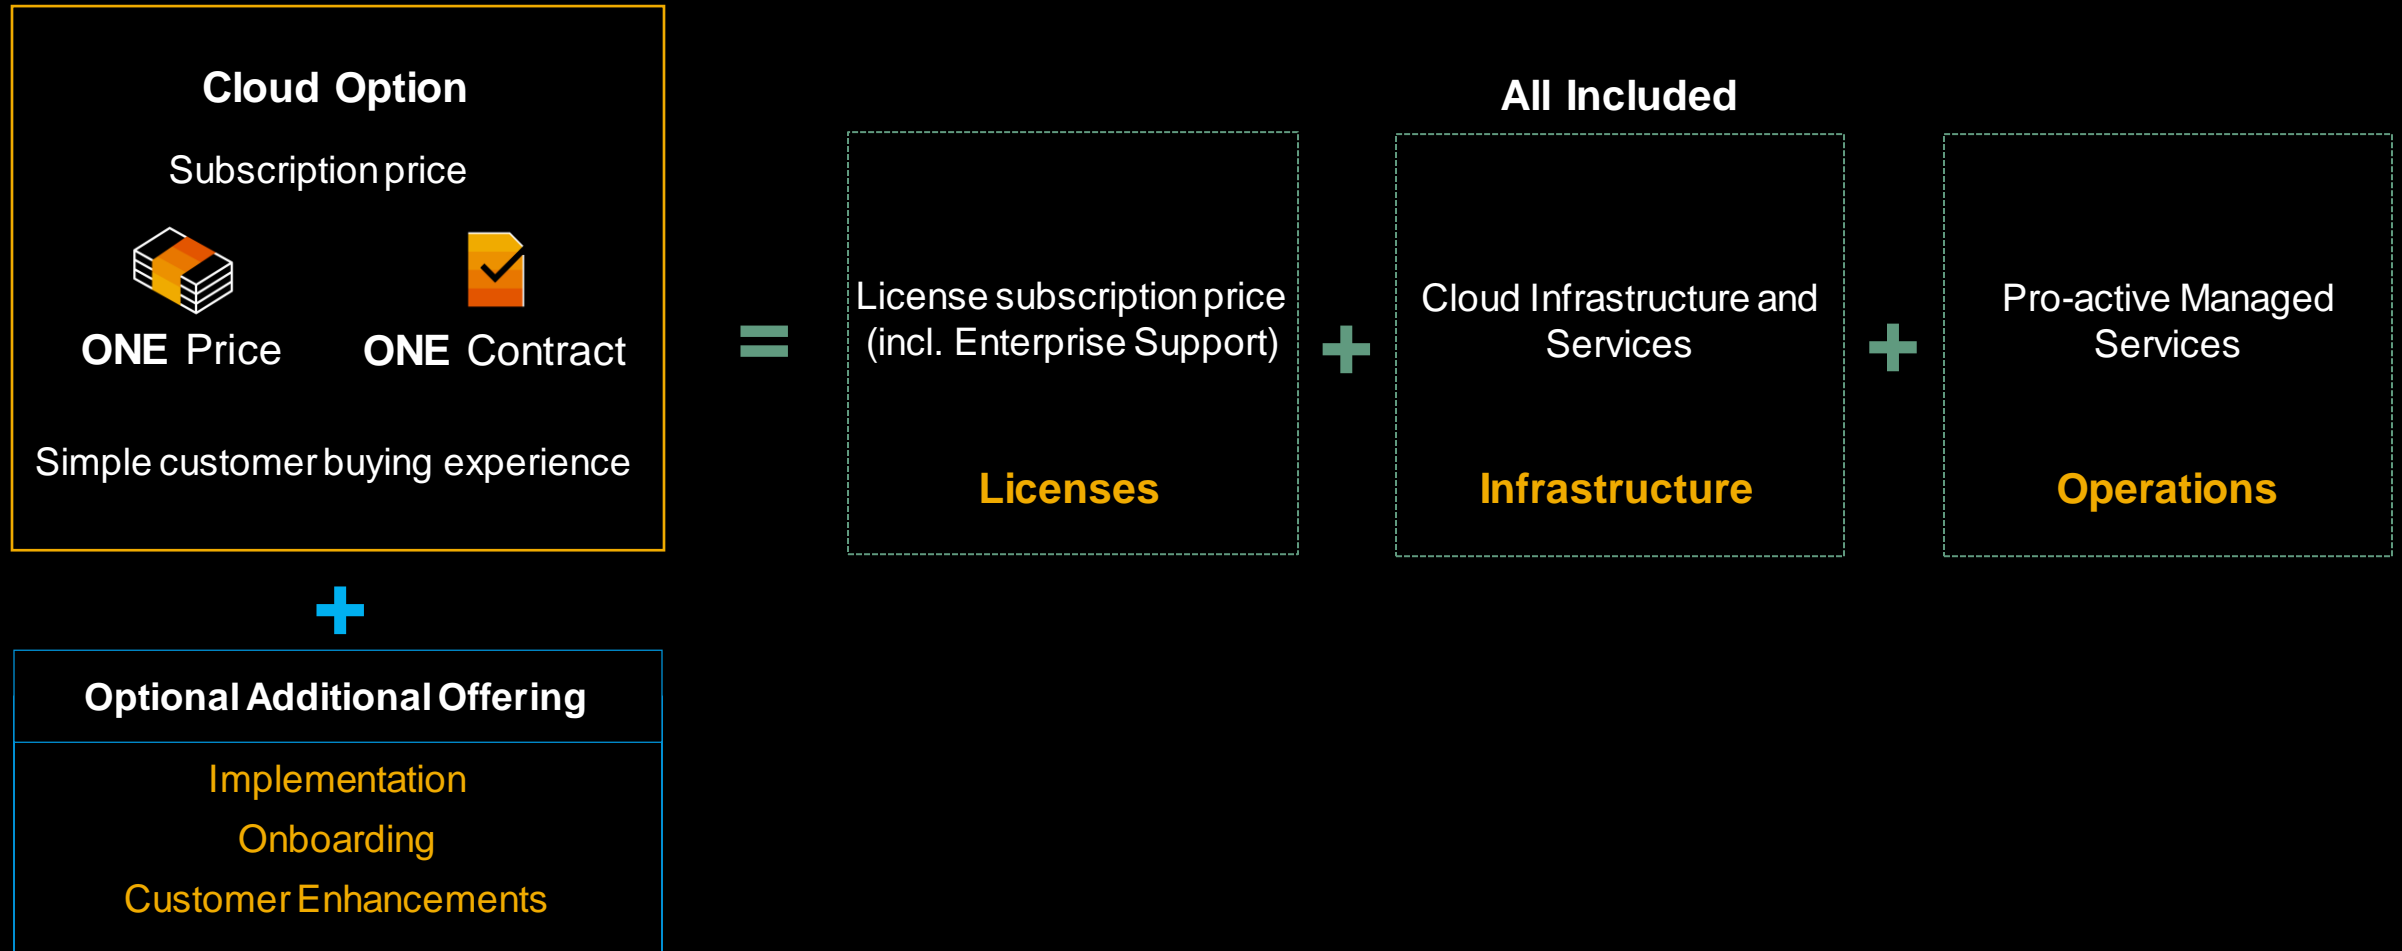 Cloud Option
Subscription price
ONE Price
ONE Contract
Simple customer buying experience
=
All Included
License subscription price
(incl. Enterprise Support)
Licenses
+
Cloud Infrastructure and
Services
Infrastructure
+
Pro-active Managed
Services
Operations
+
Optional Additional Offering
Implementation
Onboarding
Customer Enhancements